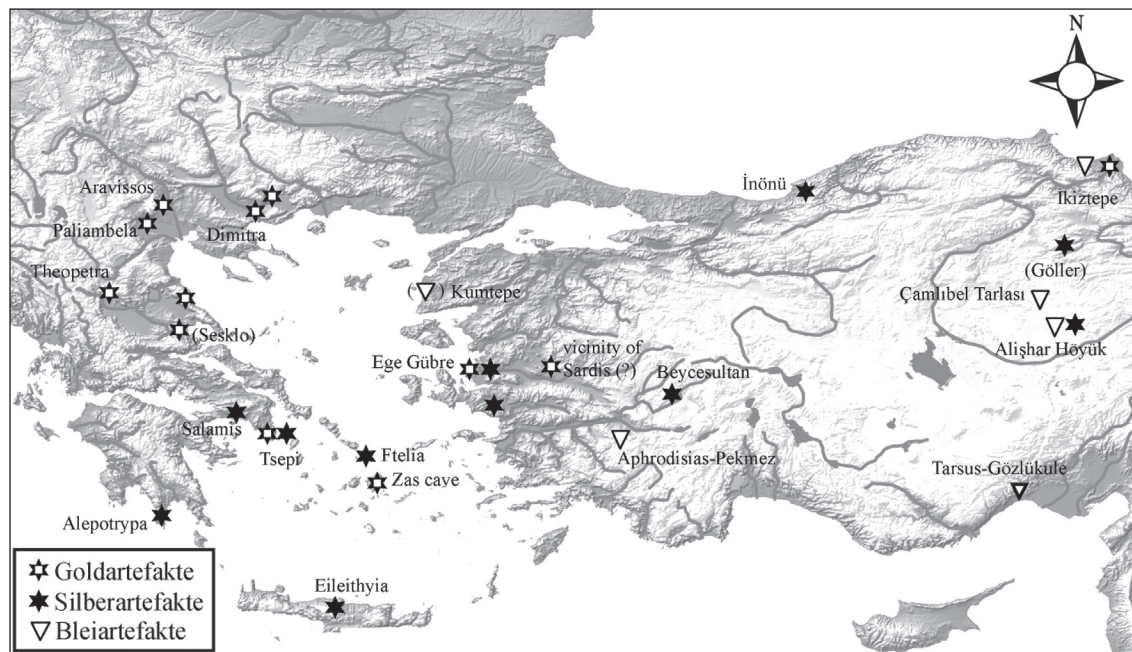 N
Aravissos
İnönü
Ikiztepe
Paliambela
Dimitra
(Göller)
Theopetra
Çamlıbel Tarlası
(*) Kumtepe
(Sesklo)
Alişhar
Höyük
Ege Gübre
vicinity of
Sardis (?)
Beycesultan
Salamis
Tsepi
Ftelia
Aphrodisias-Pekmez
Tarsus-Gözlükule
Zas cave
Alepotrypa
Eileithyia
Goldartefakte
Silberartefakte
Bleiartefakte